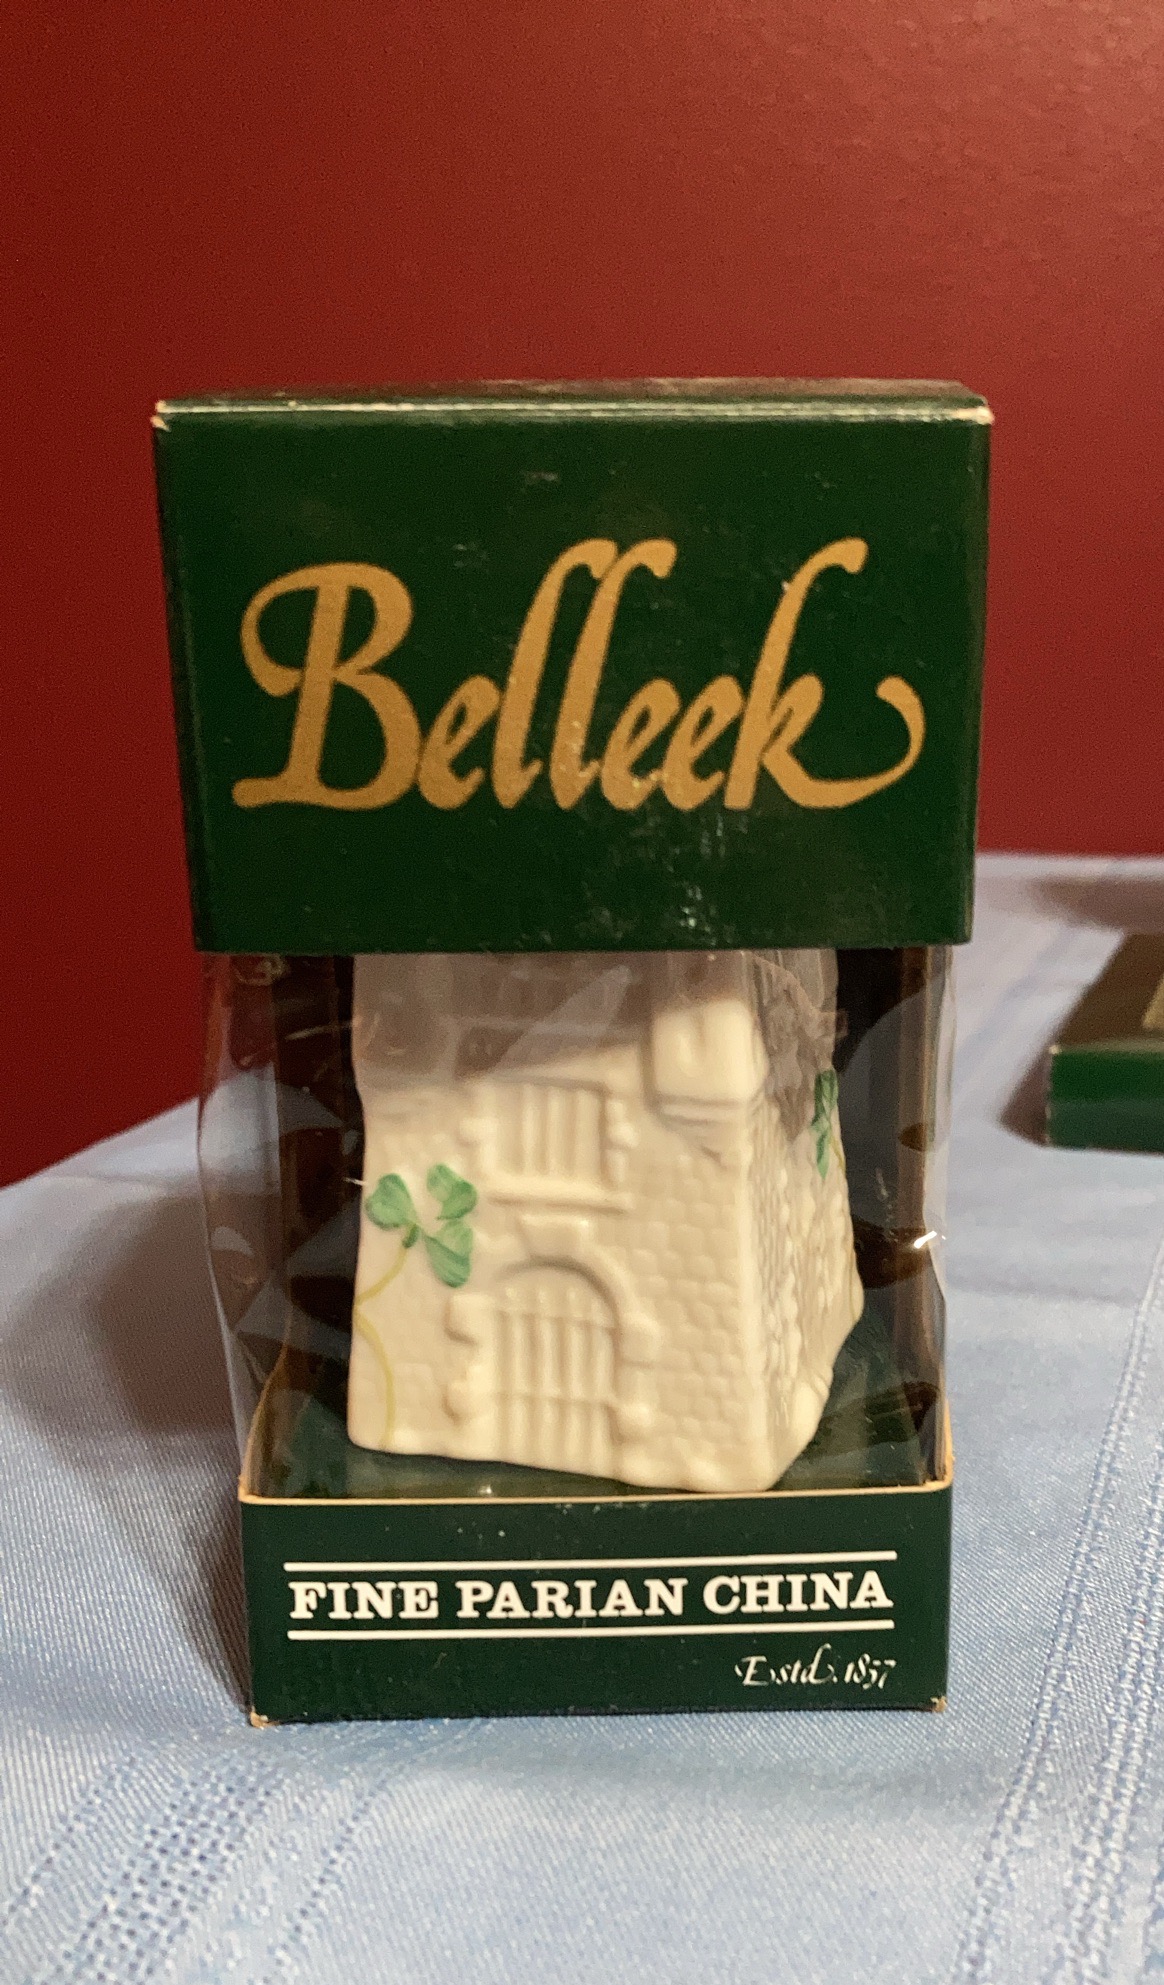 Belleek
FINE PARIAN CHINA
Estd. 1857